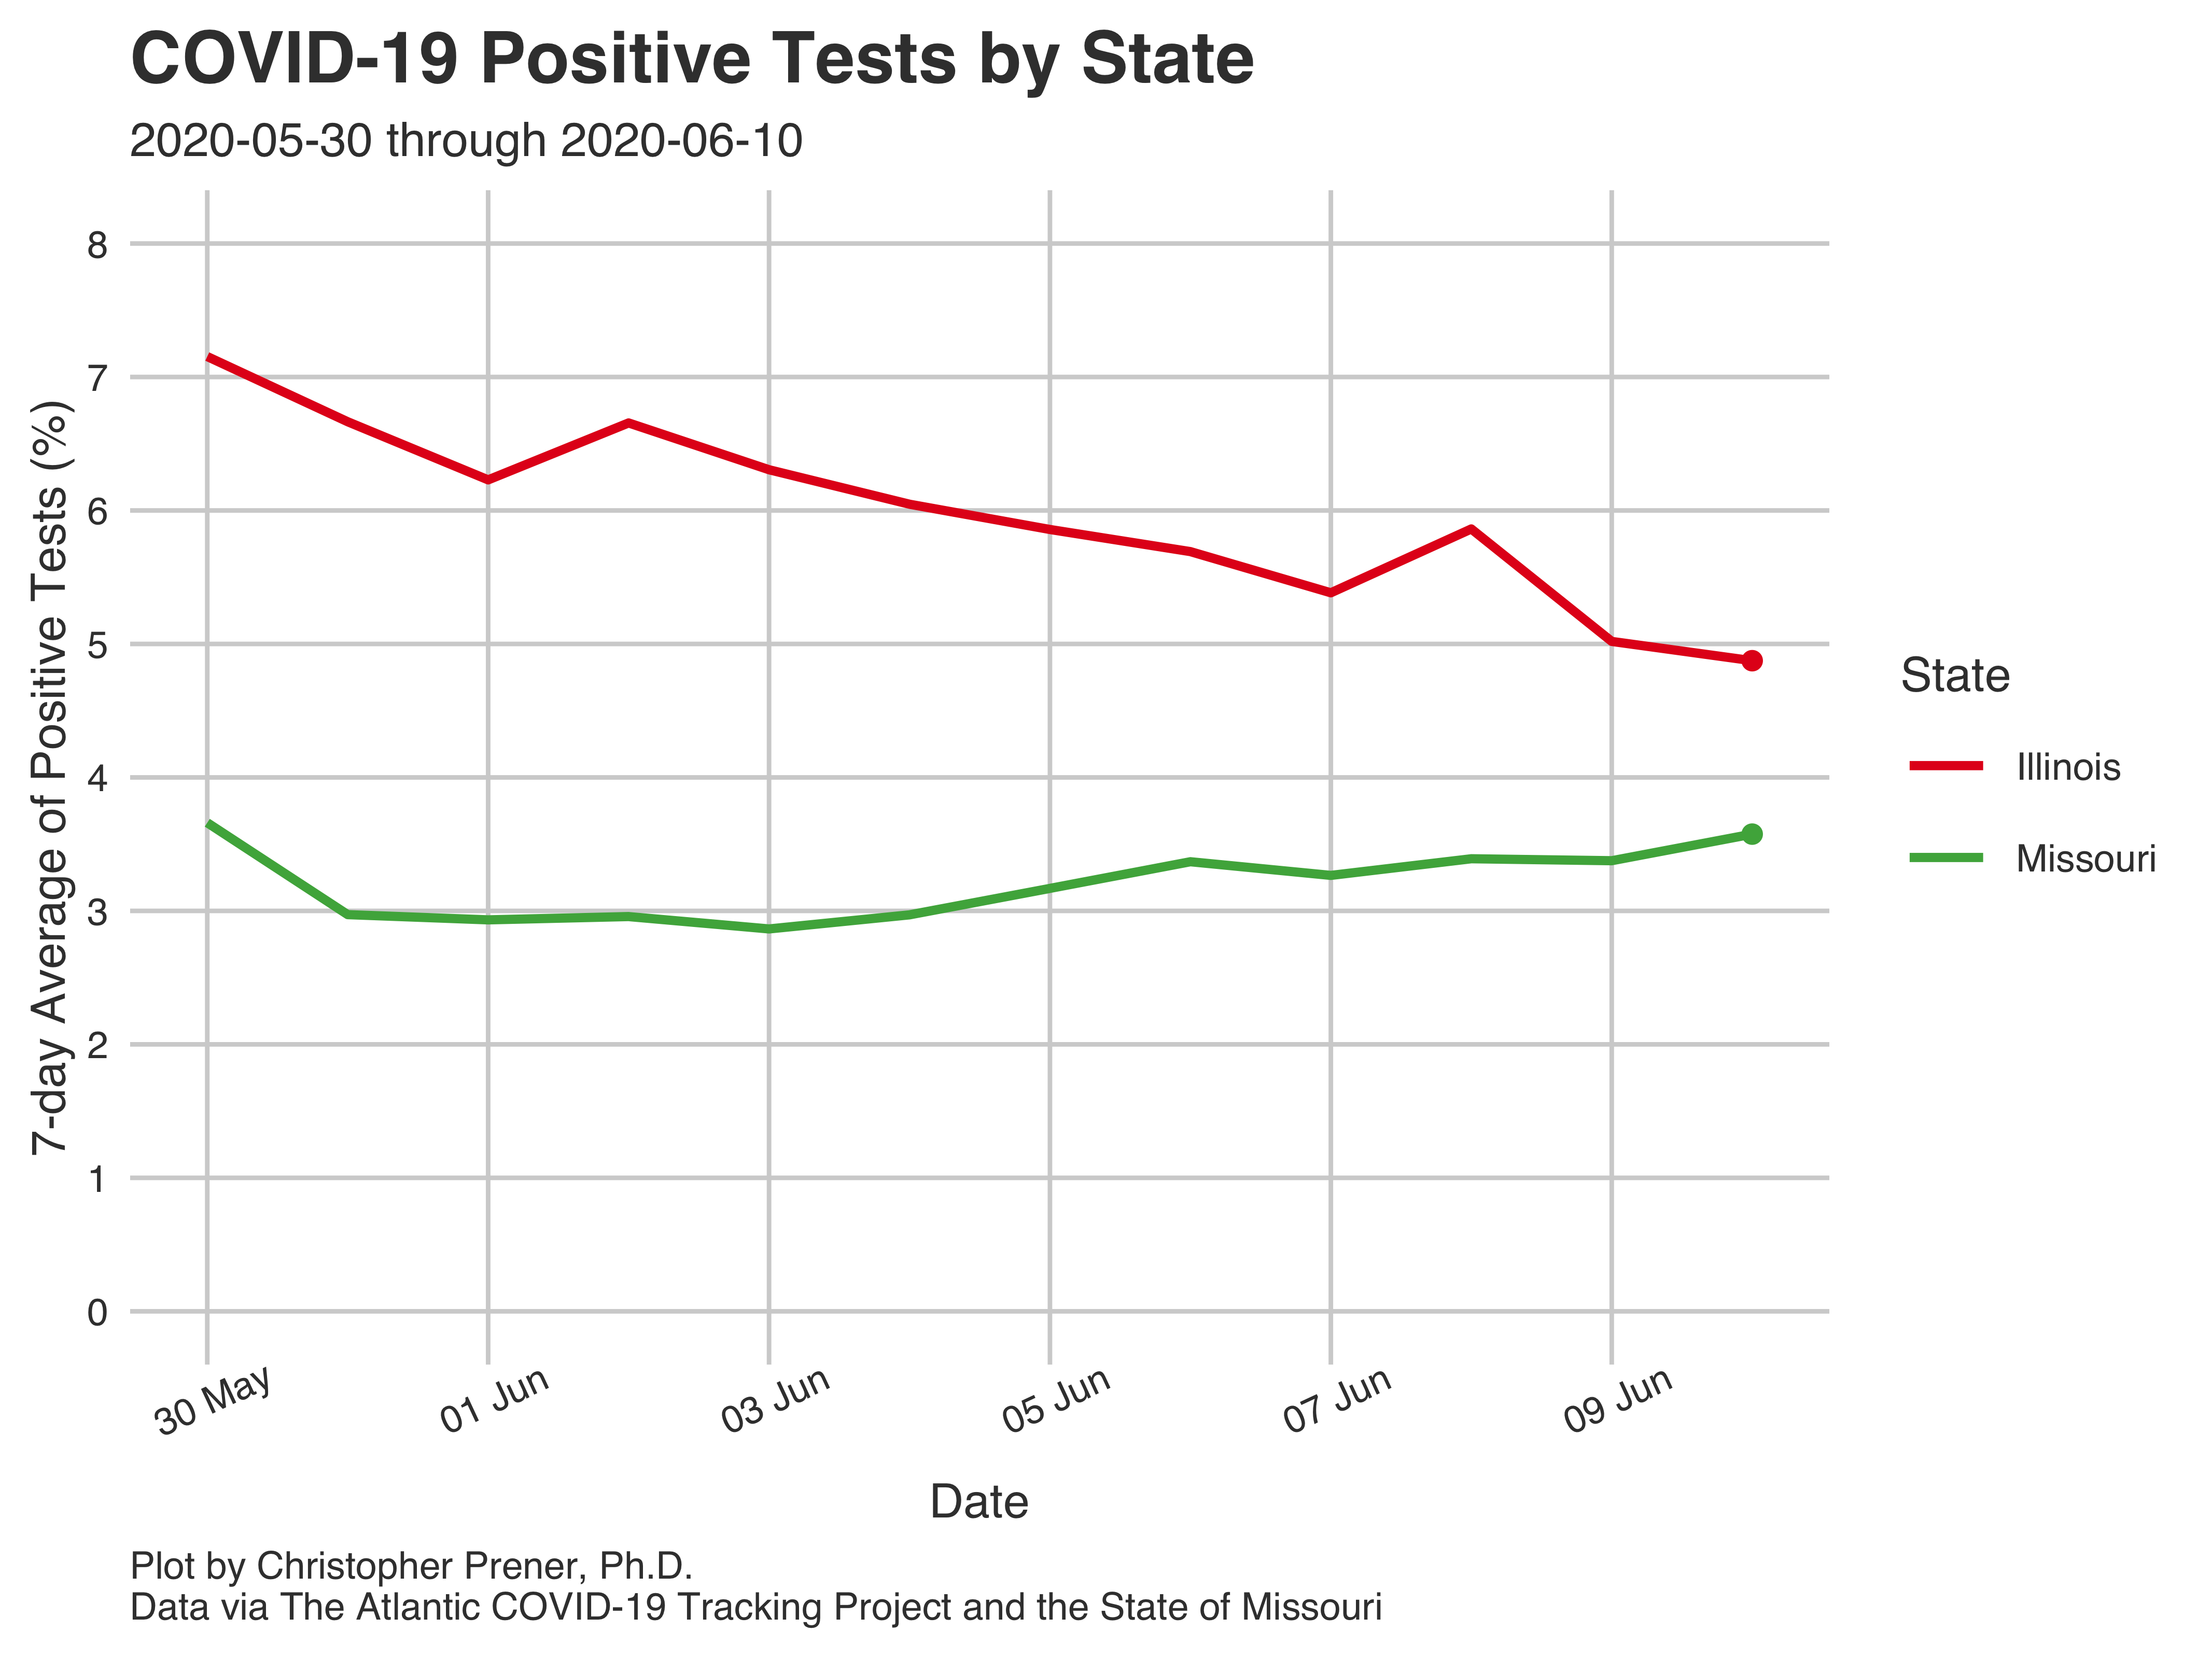 COVID-19 Positive Tests by State
2020-05-30 through 2020-06-10
7-day Average of Positive Tests (%)
8
7
6
5
4
3
2
1
0
30 May
01 Jun
03 Jun
05 Jun
07 Jun
09 Jun
Date
State
Illinois
Missouri
Plot by Christopher Prener, Ph.D.
Data via The Atlantic COVID-19 Tracking Project and the State of Missouri